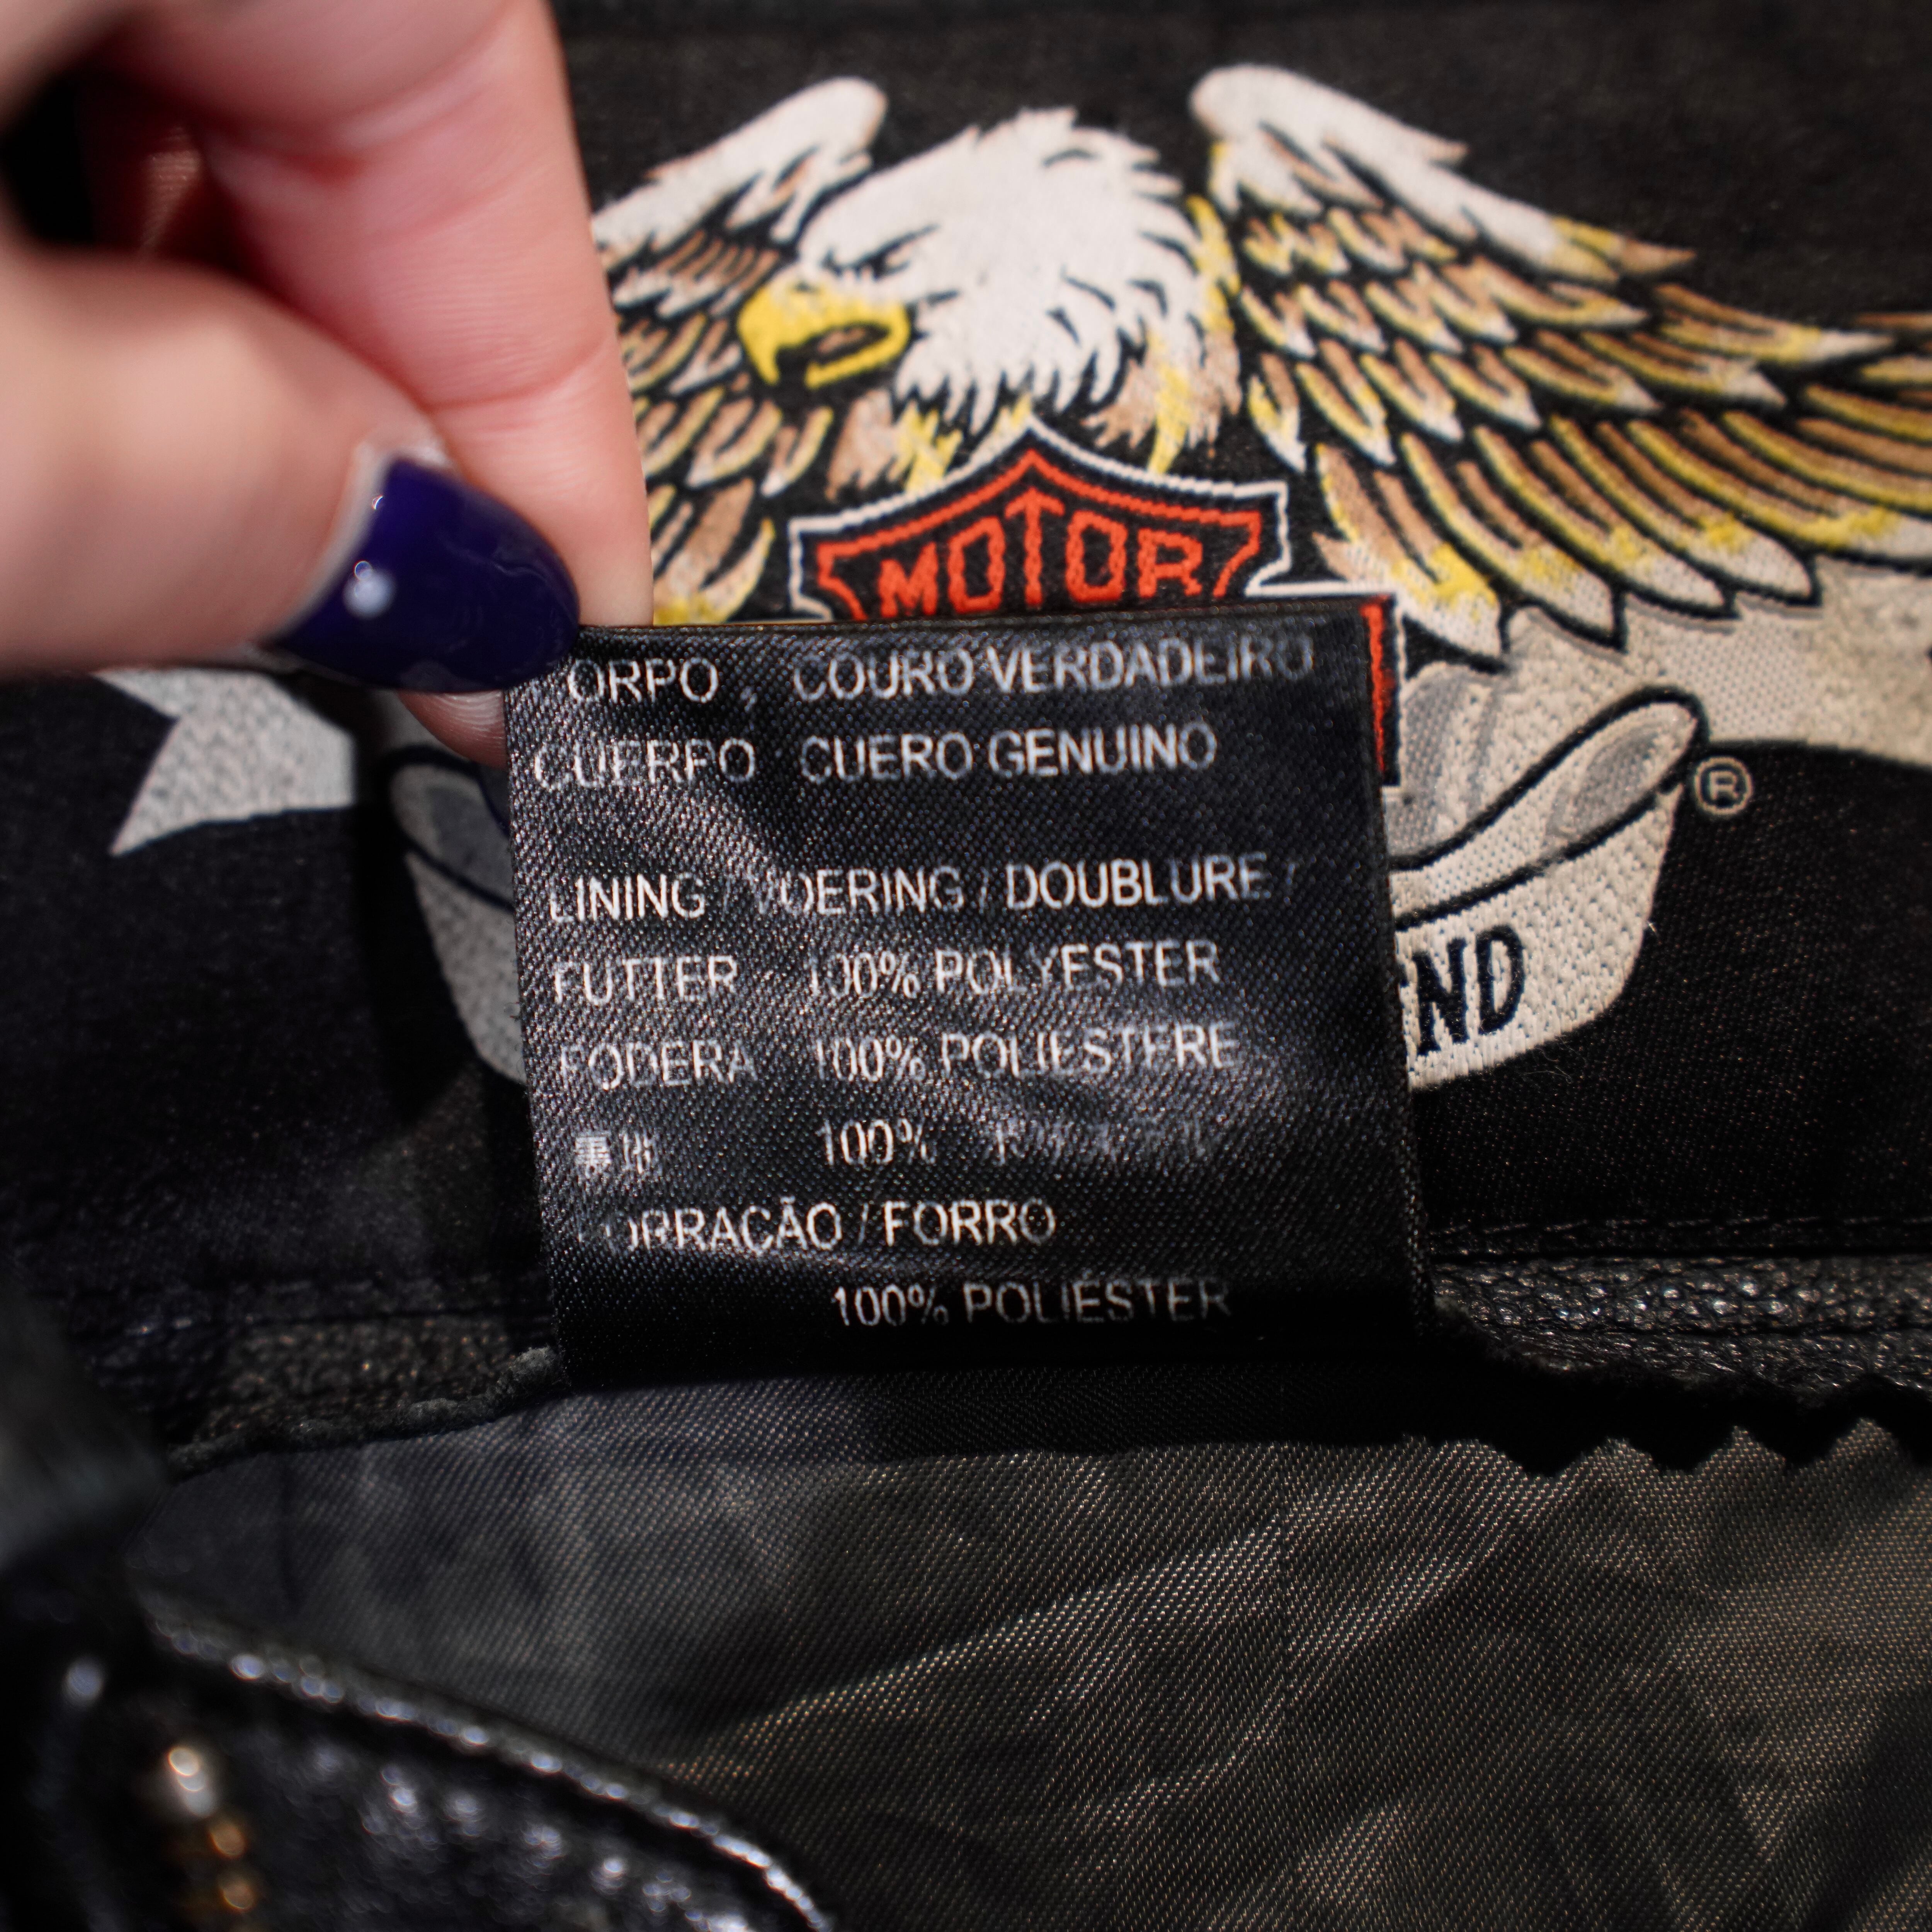 MOTOR
CORPO , COURO VERDADEIRO
CUERPO CUERO GENUINO
®
LINING / VOERING / DOUBLURE /
FUTTER 100% POLYESTER
FODERA 100% POLIESTERE
100%
FORRAÇÃO / FORRO
100% POLIÉSTER